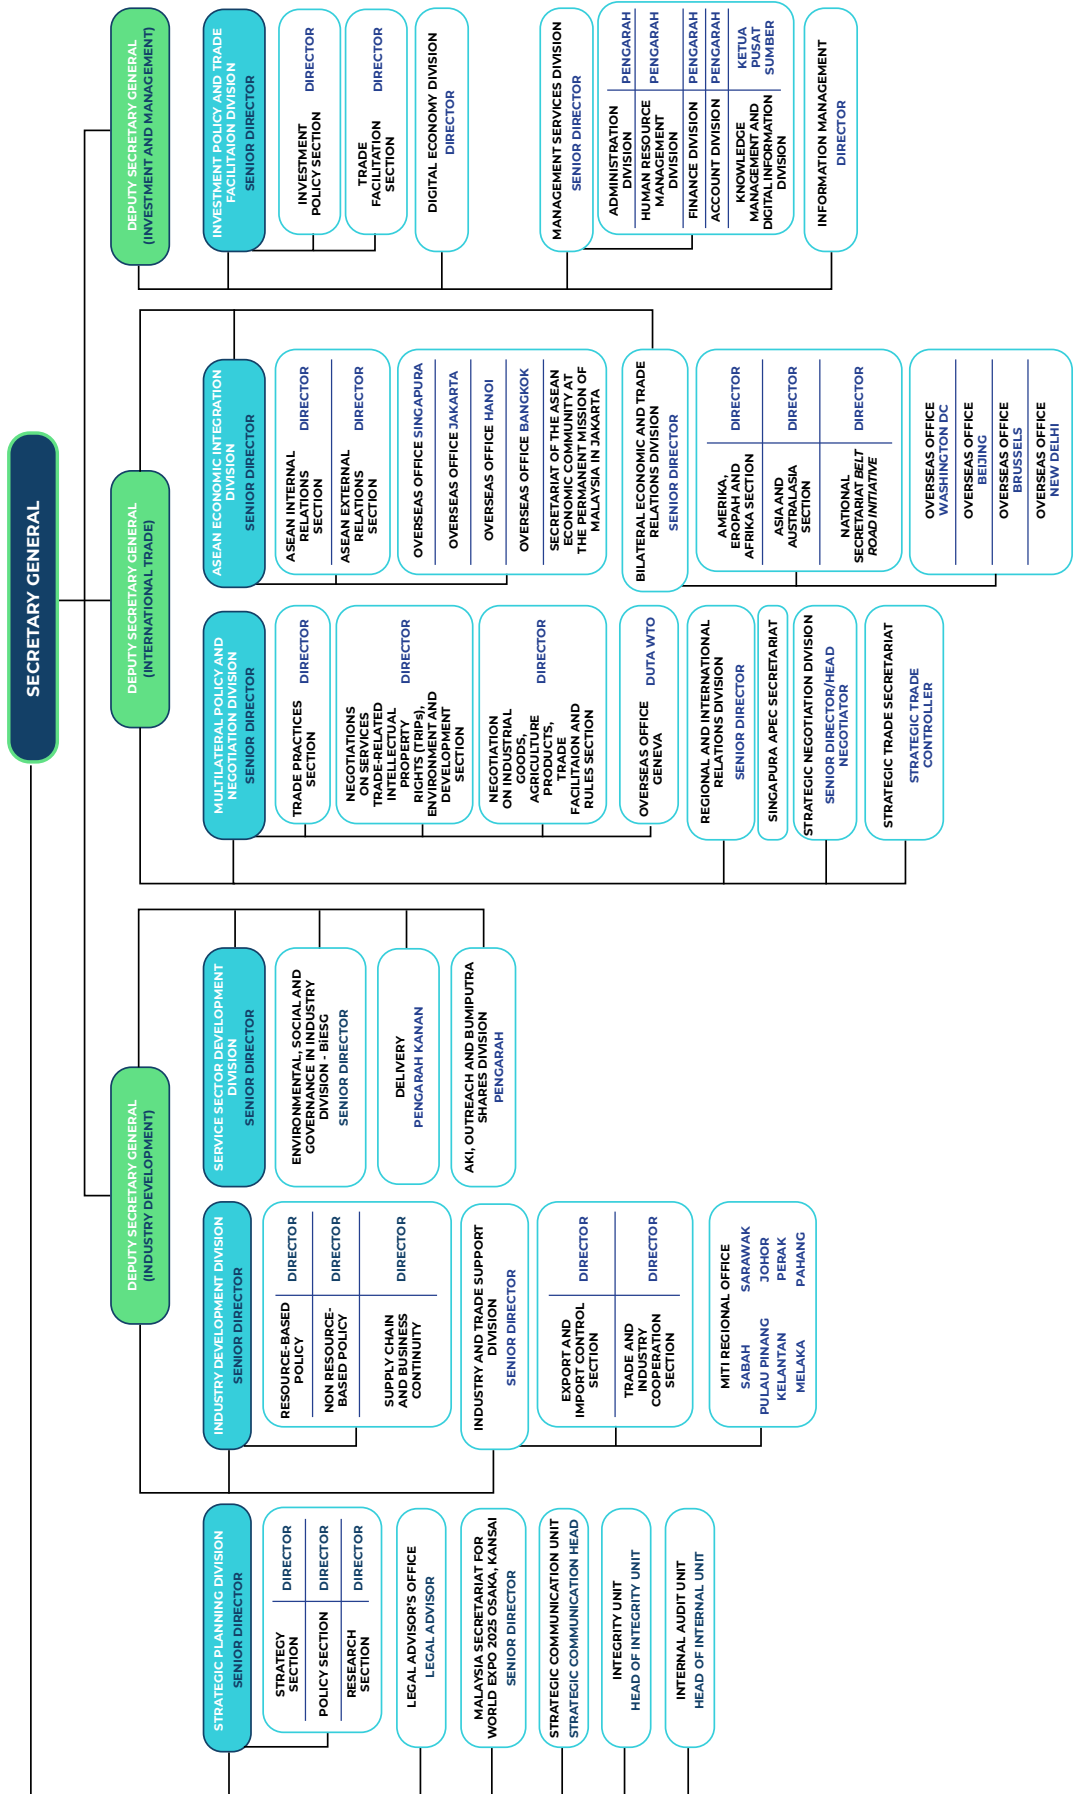 SECRETARY GENERAL
STRATEGIC PLANNING DIVISION
SENIOR DIRECTOR
STRATEGY
SECTION
DIRECTOR
POLICY SECTION
DIRECTOR
RESEARCH
SECTION
DIRECTOR
LEGAL ADVISOR'S OFFICE
LEGAL ADVISOR
MALAYSIA SECRETARIAT FOR
WORLD EXPO 2025 OSAKA, KANSAI
SENIOR DIRECTOR
STRATEGIC COMMUNICATION UNIT
STRATEGIC COMMUNICATION HEAD
INTEGRITY UNIT
HEAD OF INTEGRITY UNIT
INTERNAL AUDIT UNIT
HEAD OF INTERNAL UNIT
DEPUTY SECRETARY GENERAL
(INDUSTRY DEVELOPMENT)
INDUSTRY DEVELOPMENT DIVISION
SENIOR DIRECTOR
RESOURCE-BASED
POLICY
DIRECTOR
NON RESOURCE-
BASED POLICY
DIRECTOR
SUPPLY CHAIN
AND BUSINESS
CONTINUITY
DIRECTOR
INDUSTRY AND TRADE SUPPORT
DIVISION
SENIOR DIRECTOR
EXPORT AND
IMPORT CONTROL
SECTION
DIRECTOR
TRADE AND
INDUSTRY
COOPERATION
SECTION
DIRECTOR
MITI REGIONAL OFFICE
SABAH SARAWAK
PULAU PINANG JOHOR
KELANTAN PERAK
MELAKA PAHANG
SERVICE SECTOR DEVELOPMENT
DIVISION
SENIOR DIRECTOR
ENVIRONMENTAL, SOCIAL AND
GOVERNANCE IN INDUSTRY
DIVISION - BiESG
SENIOR DIRECTOR
DELIVERY
PENGARAH KANAN
AKI, OUTREACH AND BUMIPUTRA
SHARES DIVISION
PENGARAH
DEPUTY SECRETARY GENERAL
(INTERNATIONAL TRADE)
MULTILATERAL POLICY AND
NEGOTIATION DIVISION
SENIOR DIRECTOR
TRADE PRACTICES
SECTION
DIRECTOR
NEGOTIATIONS
ON SERVICES
TRADE-RELATED
INTELLECTUAL
PROPERTY
RIGHTS (TRIPs),
ENVIRONMENT AND
DEVELOPMENT
SECTION
DIRECTOR
NEGOTIATION
ON INDUSTRIAL
GOODS,
AGRICULTURE
PRODUCTS,
TRADE
FACILITAION AND
RULES SECTION
DIRECTOR
OVERSEAS OFFICE
GENEVA
DUTA WTO
REGIONAL AND INTERNATIONAL
RELATIONS DIVISION
SENIOR DIRECTOR
SINGAPURA APEC SECRETARIAT
STRATEGIC NEGOTIATION DIVISION
SENIOR DIRECTOR/HEAD
NEGOTIATOR
STRATEGIC TRADE SECRETARIAT
STRATEGIC TRADE
CONTROLLER
ASEAN ECONOMIC INTEGRATION
DIVISION
SENIOR DIRECTOR
ASEAN INTERNAL
RELATIONS
SECTION
DIRECTOR
ASEAN EXTERNAL
RELATIONS
SECTION
DIRECTOR
OVERSEAS OFFICE SINGAPURA
OVERSEAS OFFICE JAKARTA
OVERSEAS OFFICE HANOI
OVERSEAS OFFICE BANGKOK
SECRETARIAT OF THE ASEAN
ECONOMIC COMMUNITY AT
THE PERMANENT MISSION OF
MALAYSIA IN JAKARTA
BILATERAL ECONOMIC AND TRADE
RELATIONS DIVISION
SENIOR DIRECTOR
AMERIKA,
EROPAH AND
AFRIKA SECTION
DIRECTOR
ASIA AND
AUSTRALASIA
SECTION
DIRECTOR
NATIONAL
SECRETARIAT BELT
ROAD INITIATIVE
DIRECTOR
OVERSEAS OFFICE
WASHINGTON DC
OVERSEAS OFFICE
BEIJING
OVERSEAS OFFICE
BRUSSELS
OVERSEAS OFFICE
NEW DELHI
DEPUTY SECRETARY GENERAL
(INVESTMENT AND MANAGEMENT)
INVESTMENT POLICY AND TRADE
FACILITAION DIVISION
SENIOR DIRECTOR
INVESTMENT
POLICY SECTION
DIRECTOR
TRADE
FACILITATION
SECTION
DIRECTOR
DIGITAL ECONOMY DIVISION
DIRECTOR
MANAGEMENT SERVICES DIVISION
SENIOR DIRECTOR
ADMINISTRATION
DIVISION
PENGARAH
HUMAN RESOURCE
MANAGEMENT
DIVISION
PENGARAH
FINANCE DIVISION
PENGARAH
ACCOUNT DIVISION
PENGARAH
KNOWLEDGE
MANAGEMENT AND
DIGITAL INFORMATION
DIVISION
KETUA
PUSAT
SUMBER
INFORMATION MANAGEMENT
DIRECTOR